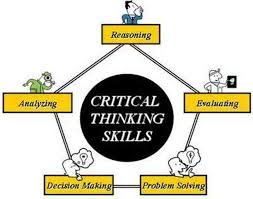 Reasoning
Analyzing
Evaluating
CRITICAL
THINKING
SKILLS
Decision Making
Problem Solving